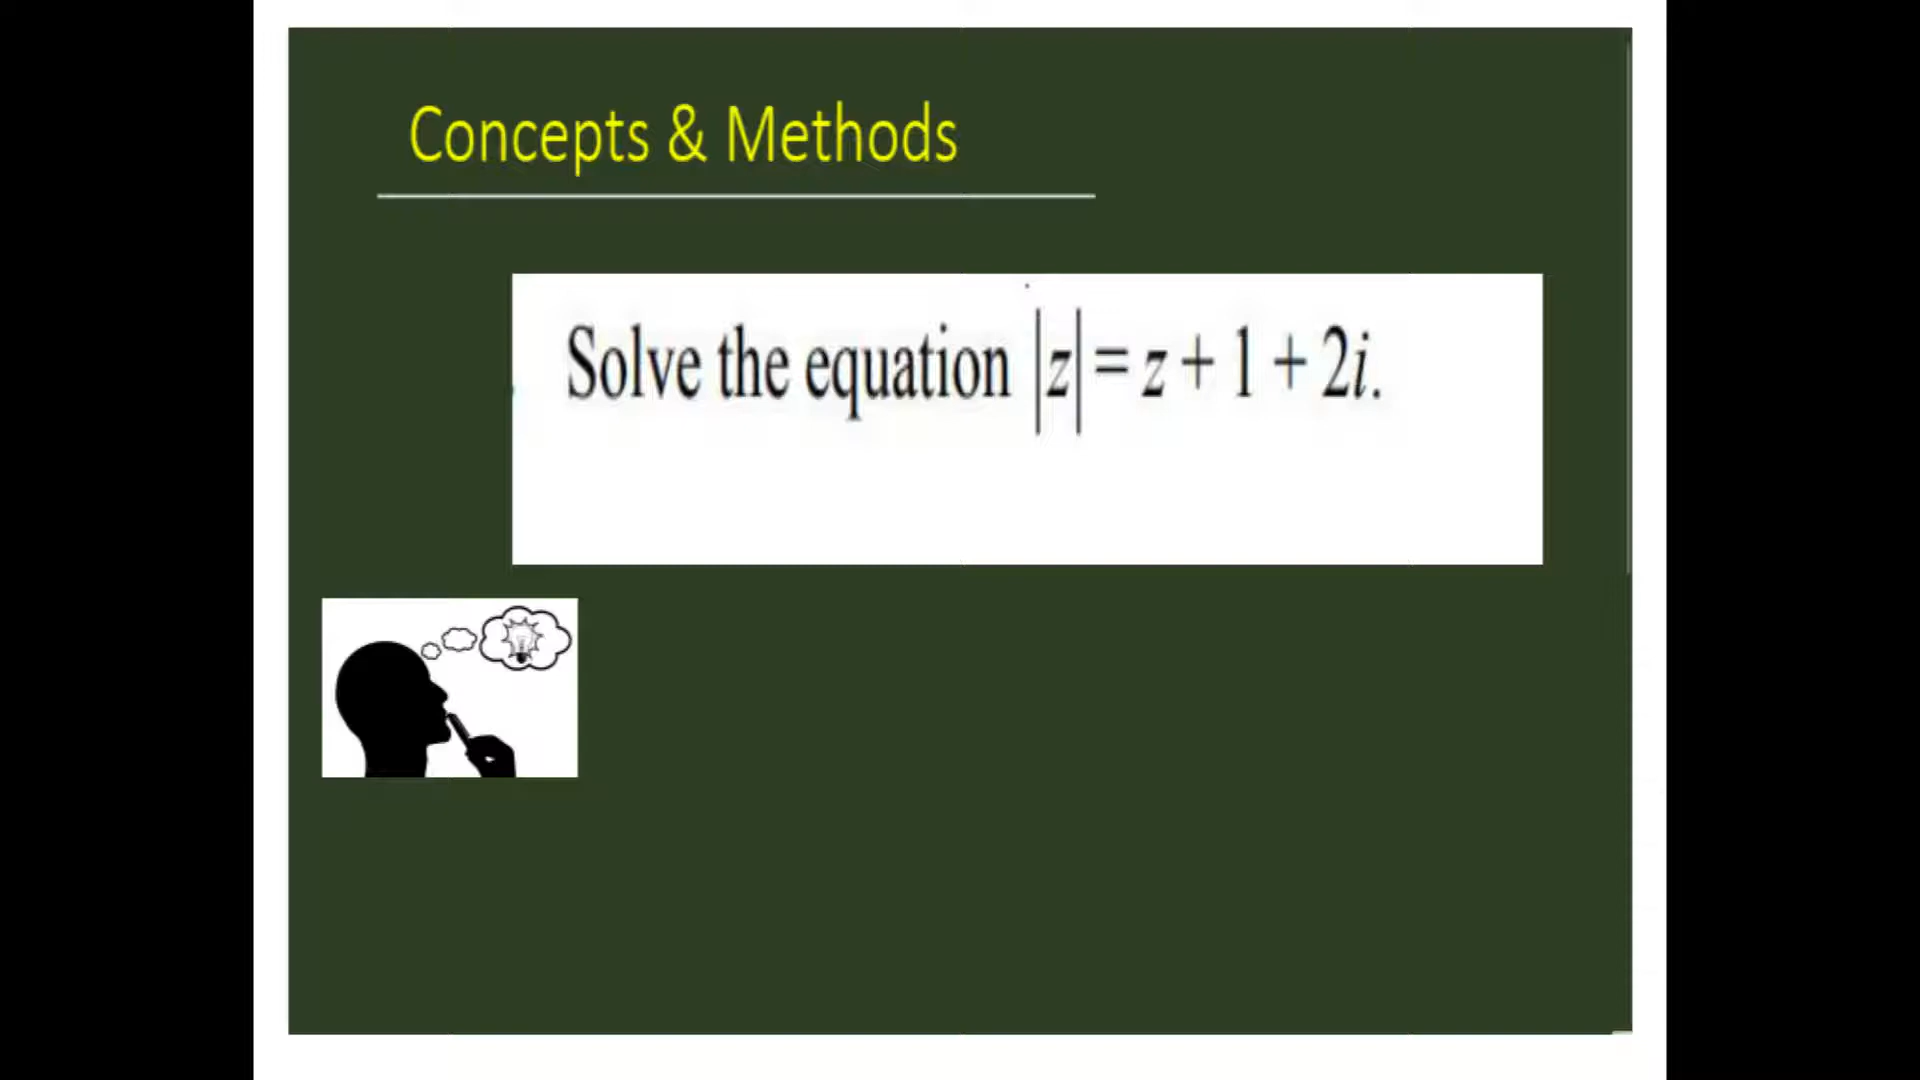 Concepts & Methods
Solve the equation |z| = z + 1 + 2i.